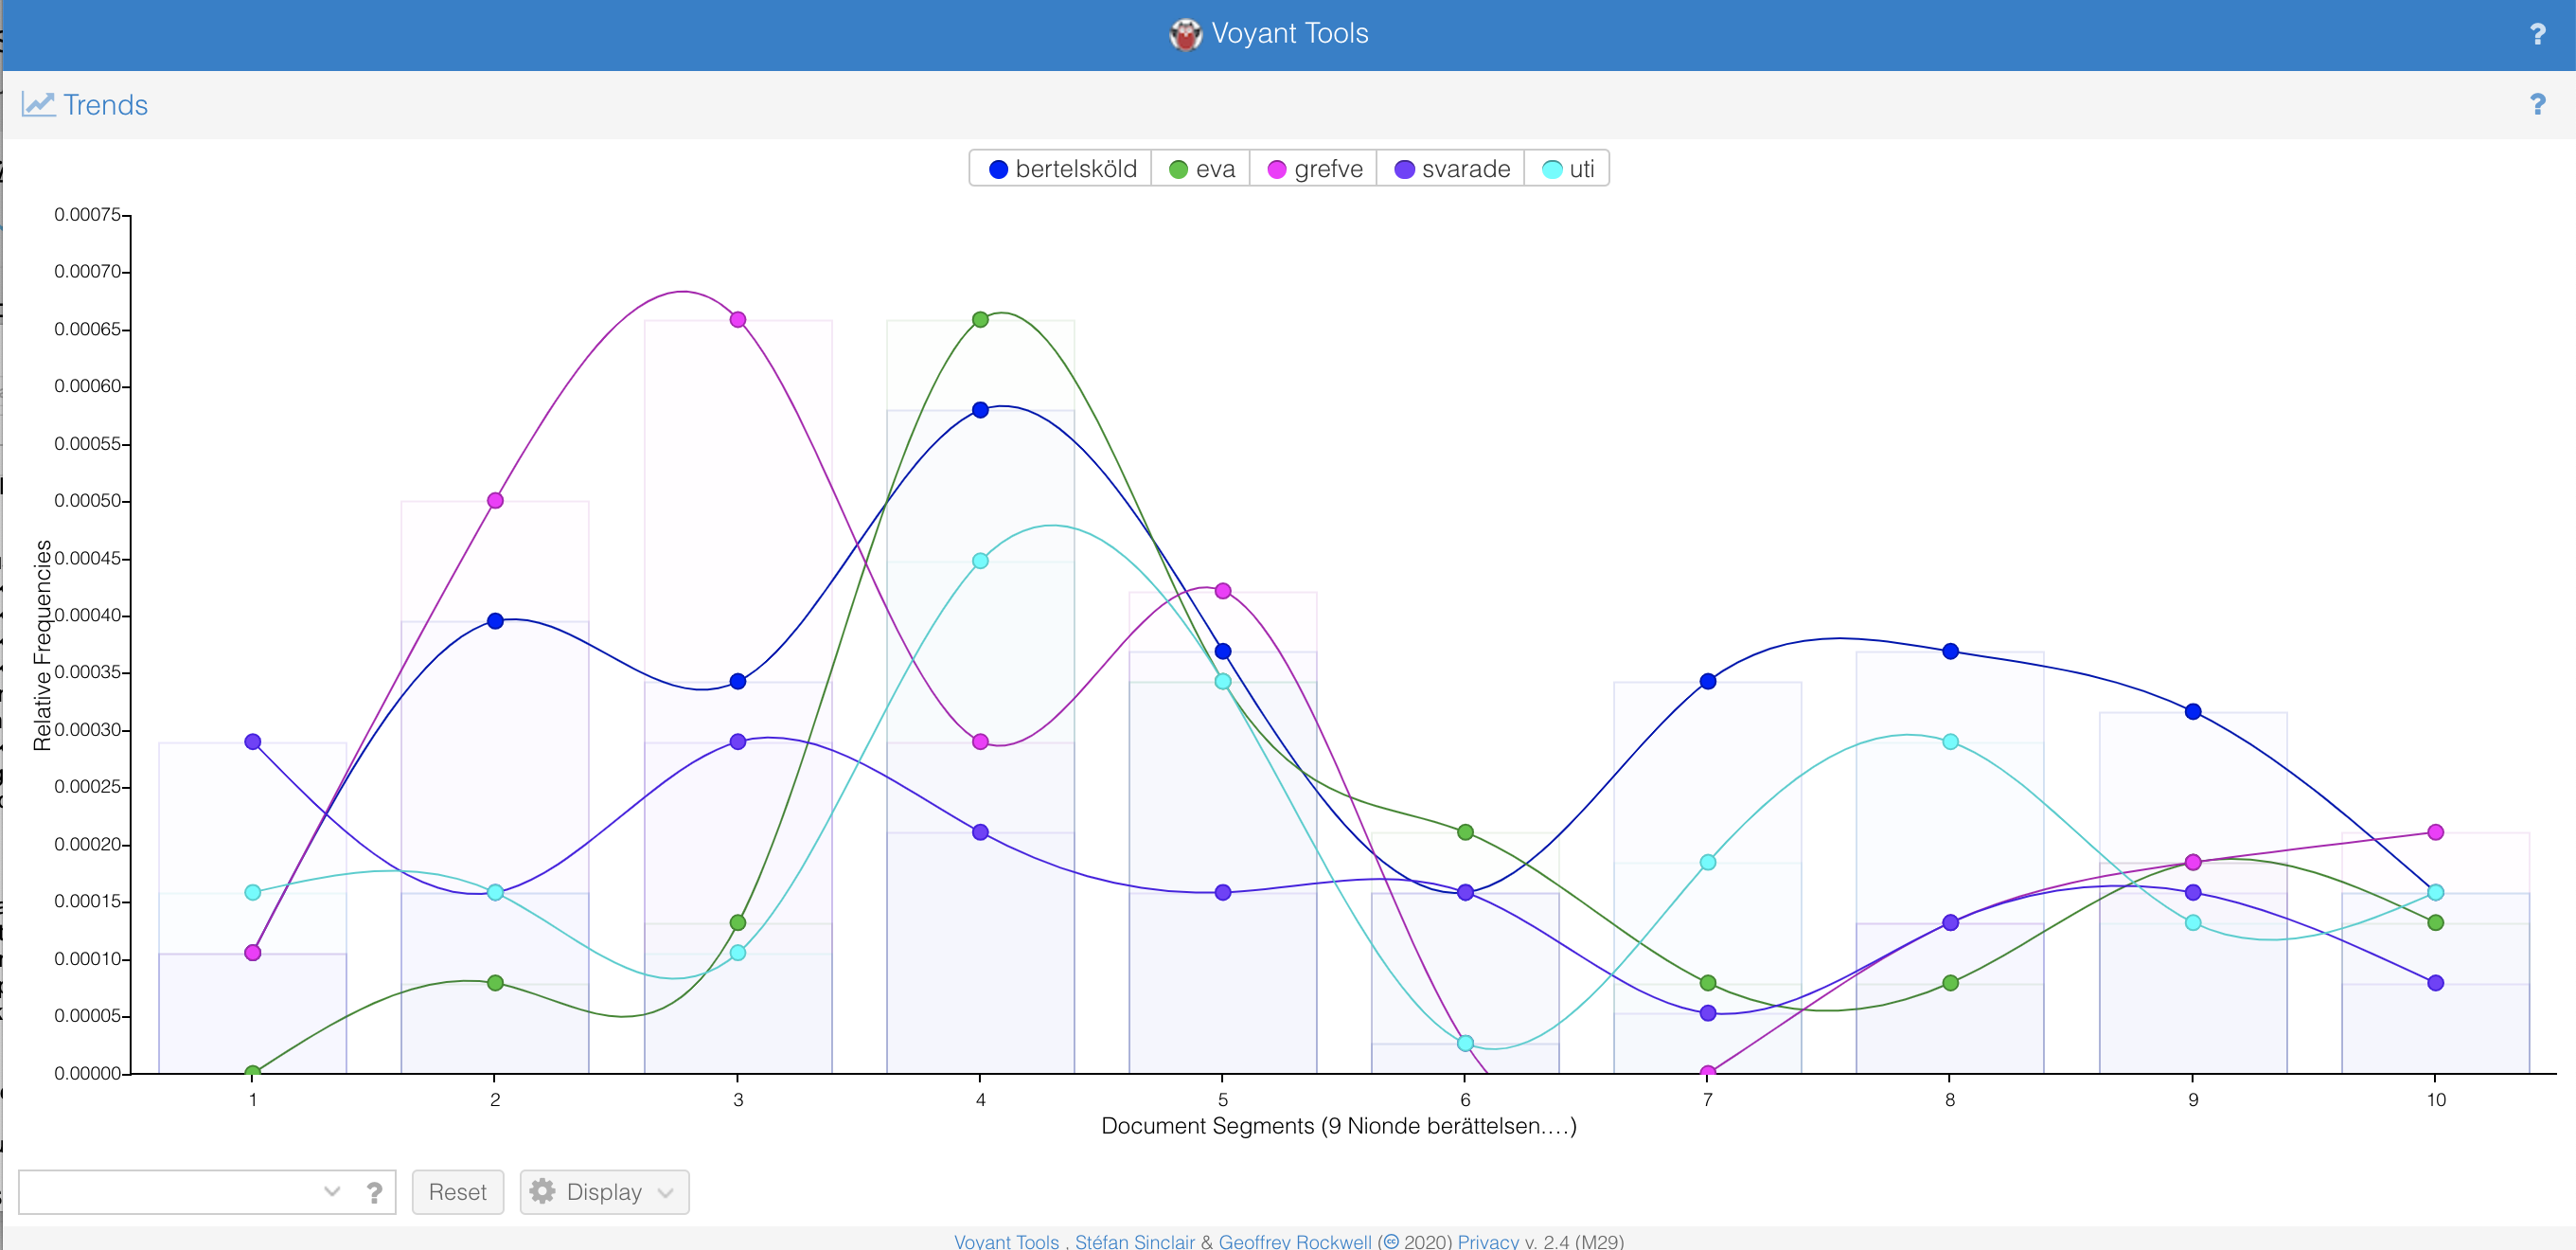 Voyant Tools ?
Trends ?
bertelsköld eva grefve svarade uti
0.00075
0.00070
0.00065
0.00060
0.00055
0.00050
0.00045
0.00040
0.00035
0.00030
0.00025
0.00020
0.00015
0.00010
0.00005
0.00000
Relative Frequencies
1 2 3 4 5 6 7 8 9 10
Document Segments (9 Nionde berättelsen....)
? Reset Display
Voyant Tools , Stéfan Sinclair & Geoffrey Rockwell (cc 2020) Privacy v. 2.4 (M29)